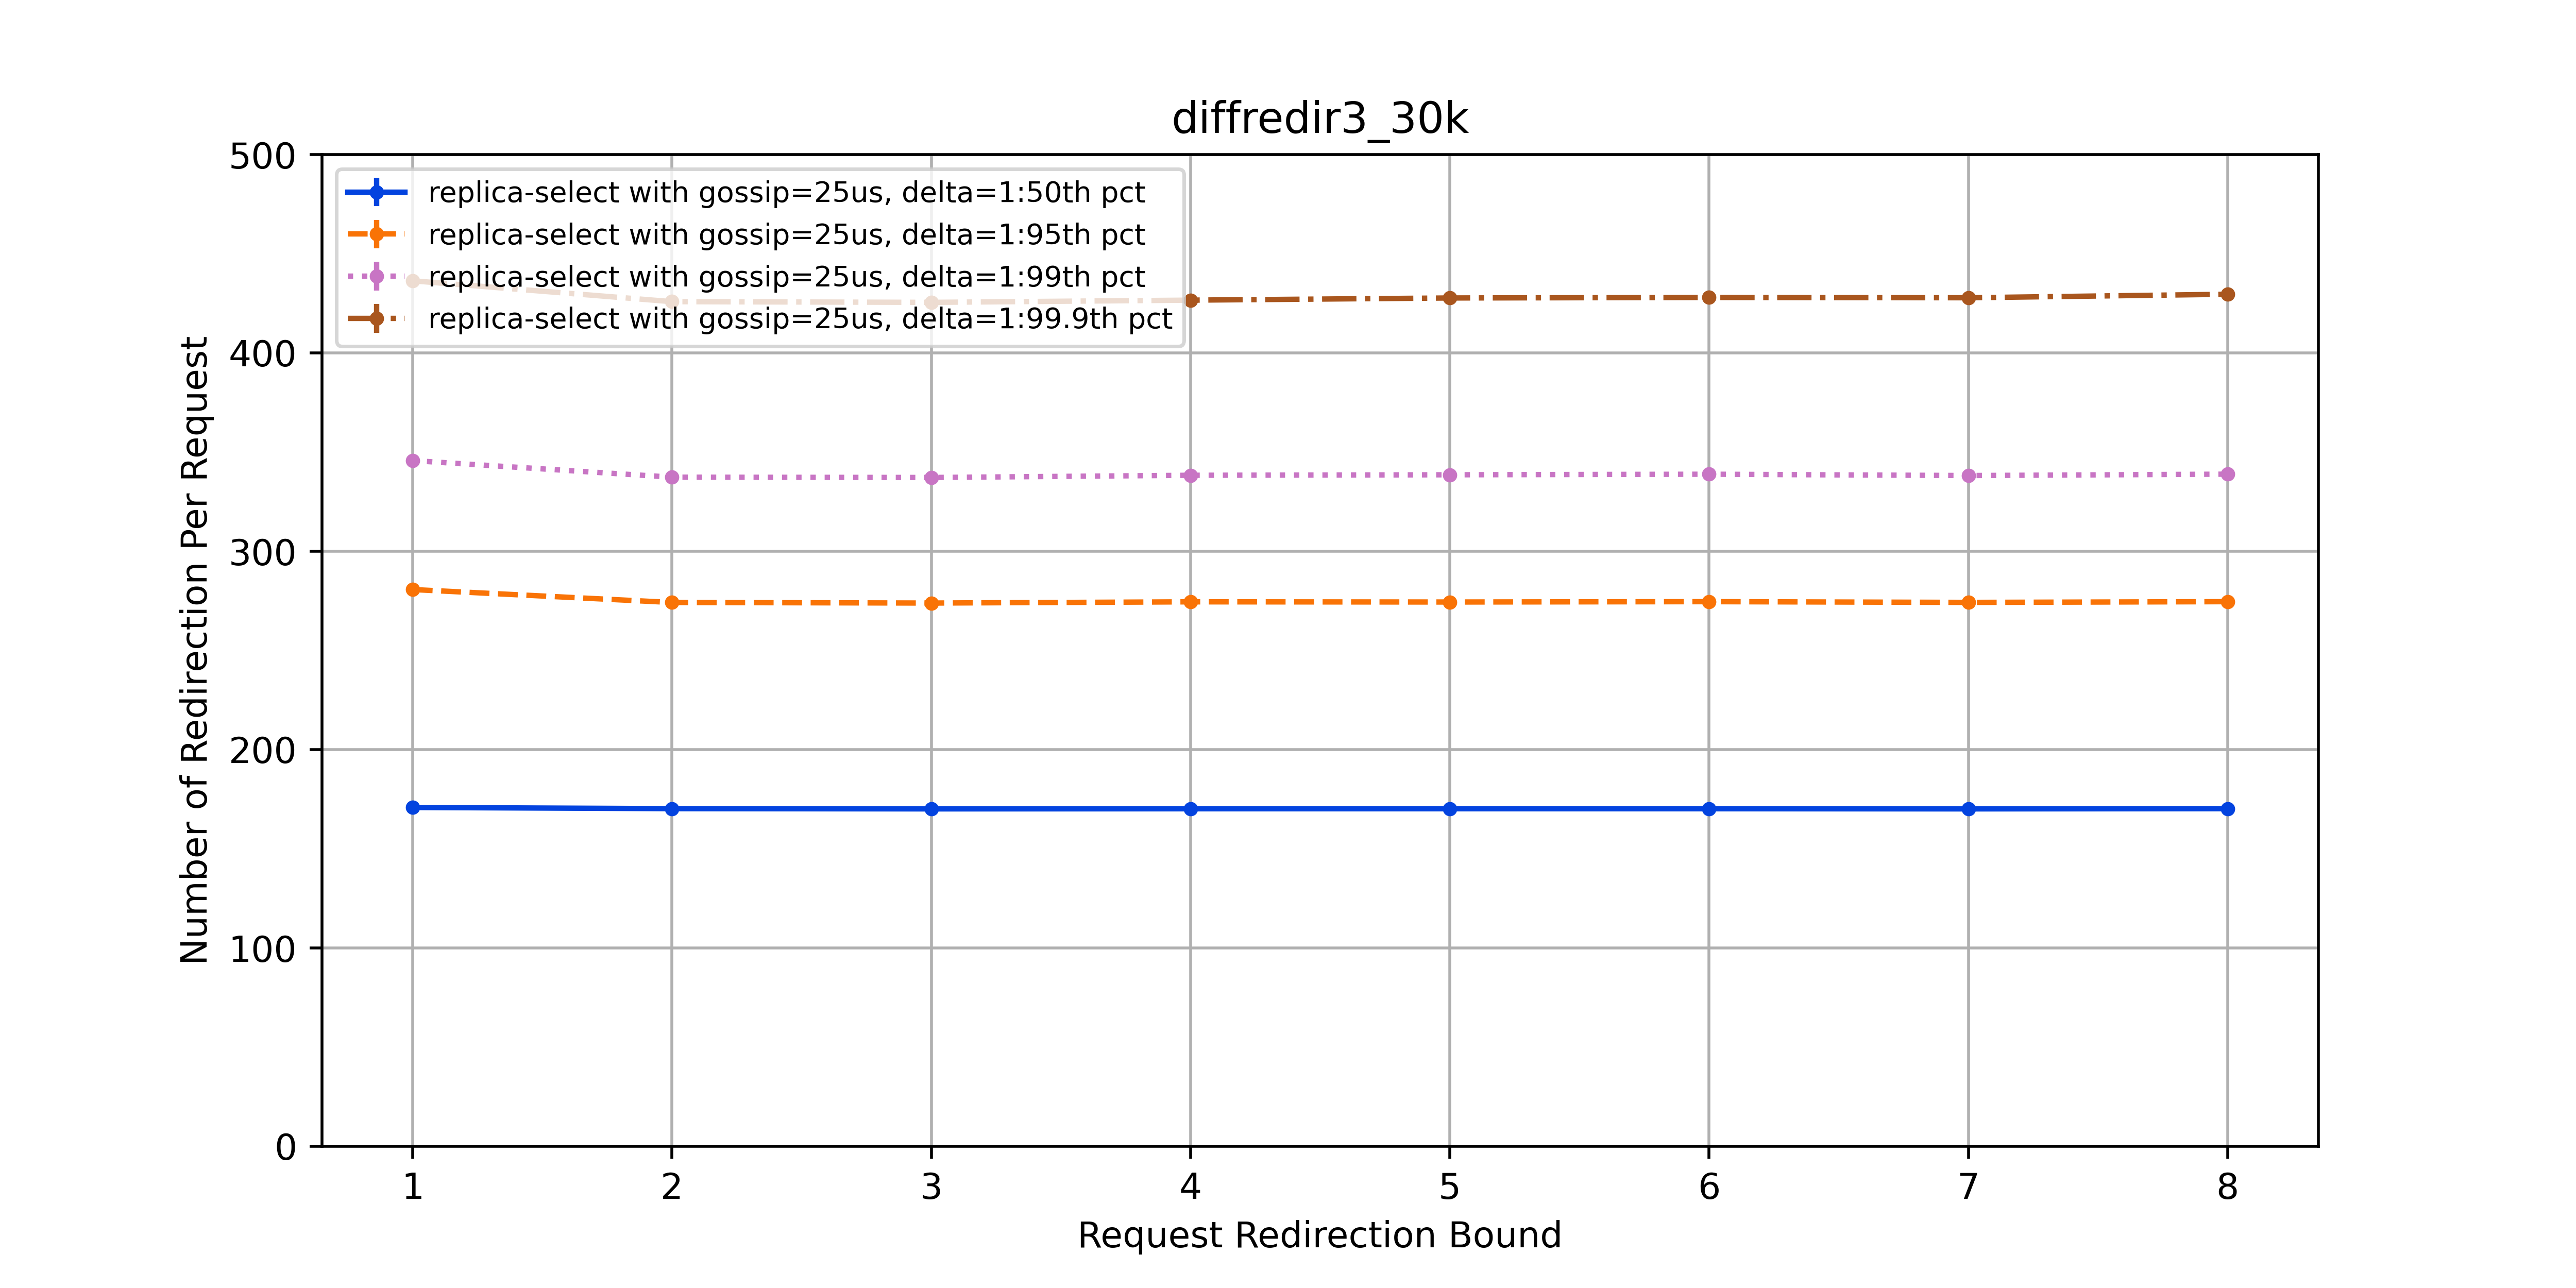 diffredir3_30k
500
400
300
200
100
0
Number of Redirection Per Request
replica-select with gossip=25us, delta=1:50th pct
replica-select with gossip=25us, delta=1:95th pct
replica-select with gossip=25us, delta=1:99th pct
replica-select with gossip=25us, delta=1:99.9th pct
1 2 3 4 5 6 7 8
Request Redirection Bound